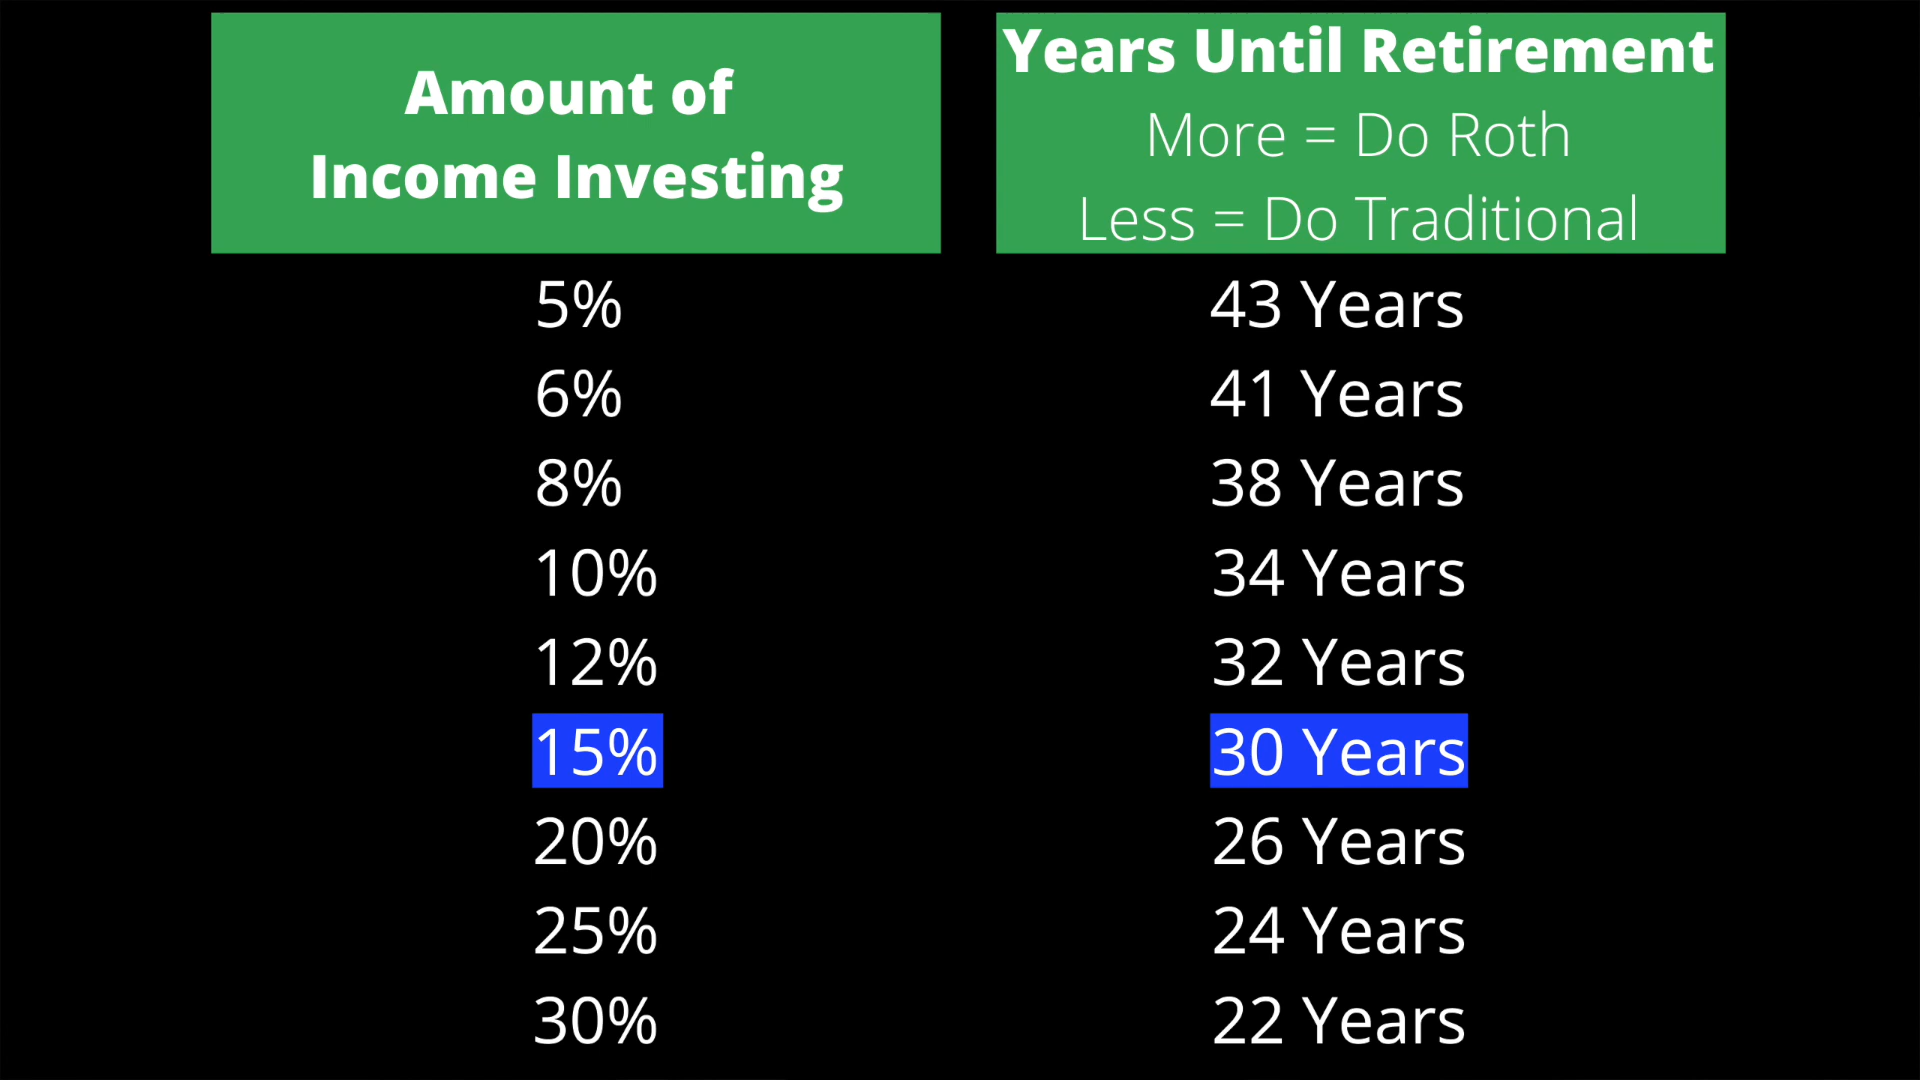 Amount of
Income Investing
Years Until Retirement
More = Do Roth
Less = Do Traditional
5% 43 Years
6% 41 Years
8% 38 Years
10% 34 Years
12% 32 Years
15% 30 Years
20% 26 Years
25% 24 Years
30% 22 Years